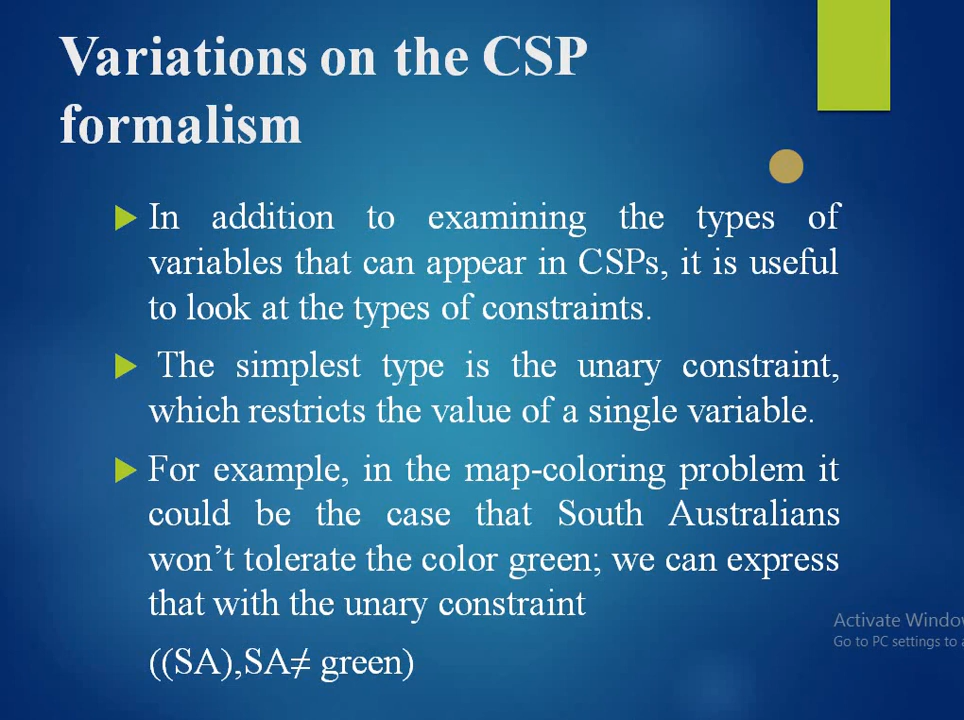 Variations on the CSP
formalism
In addition to examining the types of
variables that can appear in CSPs, it is useful
to look at the types of constraints.
The simplest type is the unary constraint,
which restricts the value of a single variable.
For example, in the map-coloring problem it
could be the case that South Australians
won’t tolerate the color green; we can express
that with the unary constraint
((SA),SA≠ green)
Activate Window
Go to PC settings to a